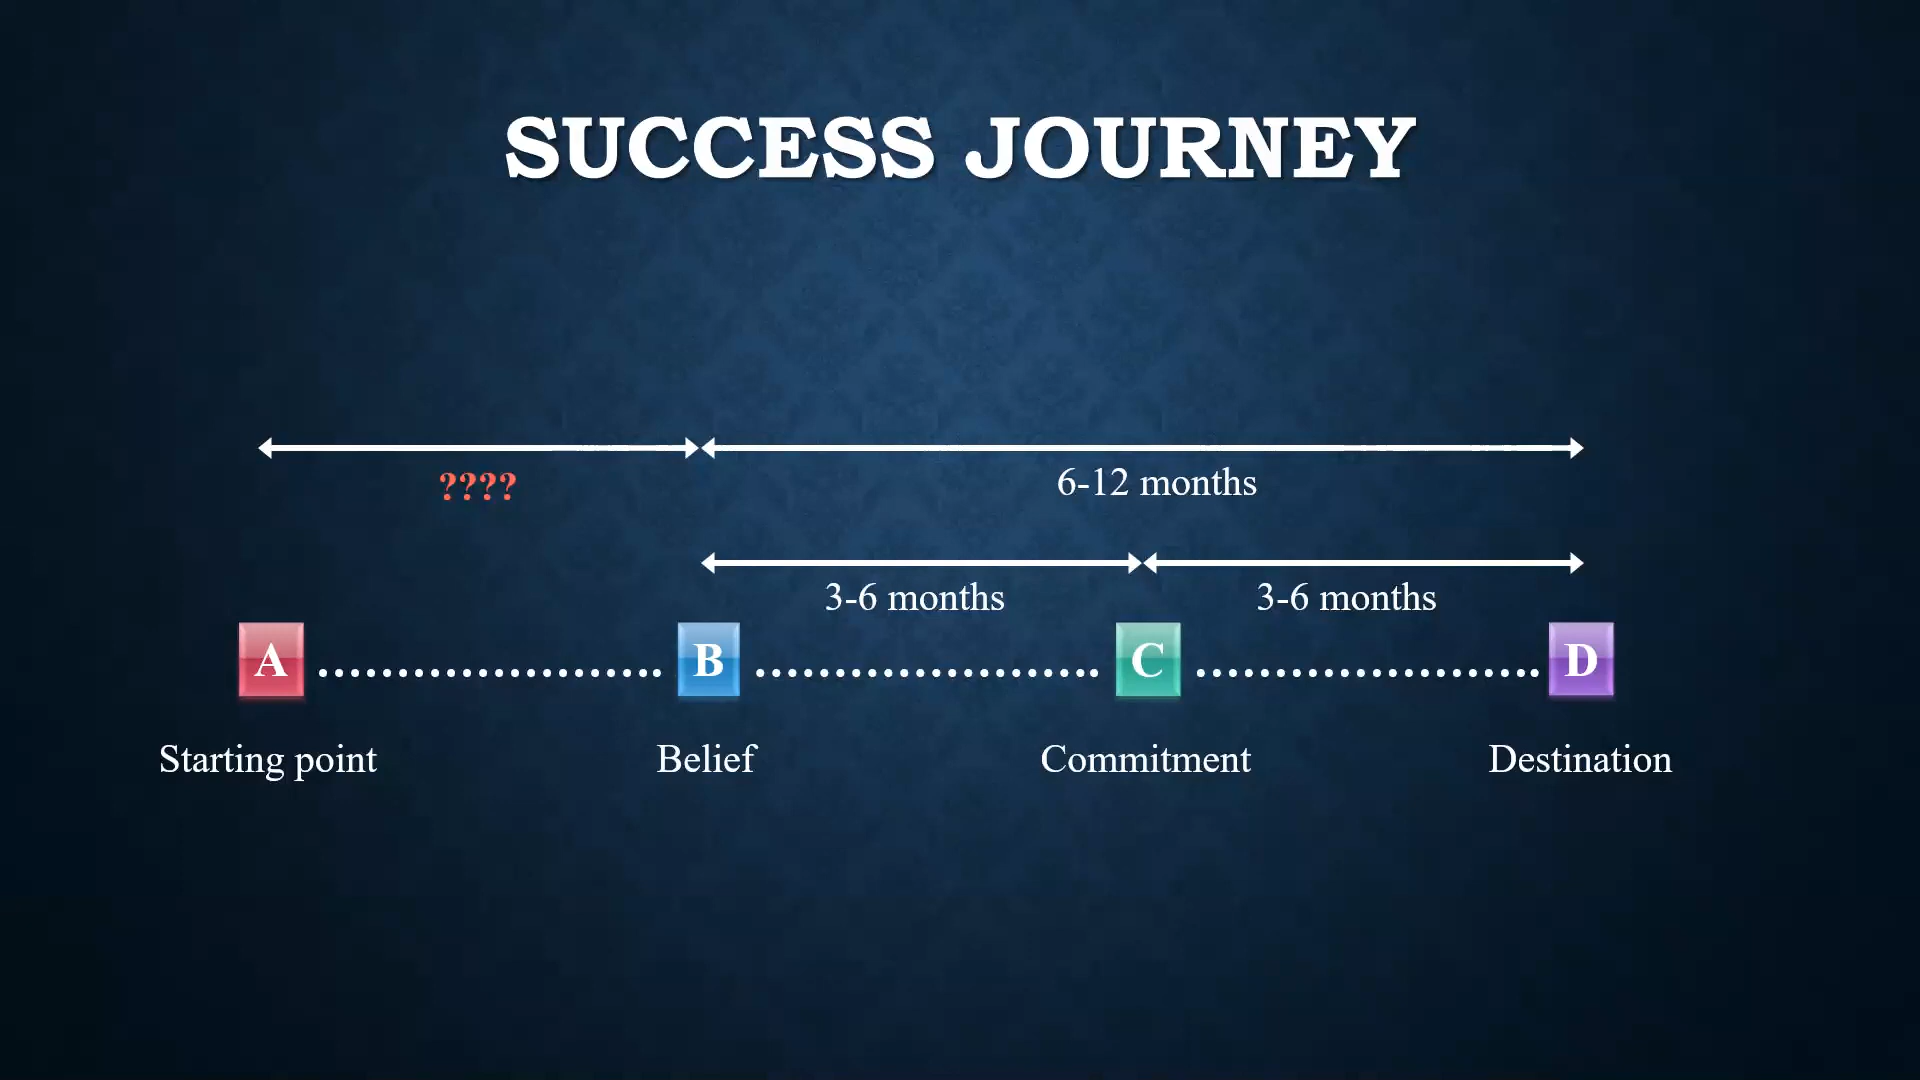 SUCCESS JOURNEY
????
6-12 months
3-6 months
3-6 months
A
B
C
D
Starting point
Belief
Commitment
Destination